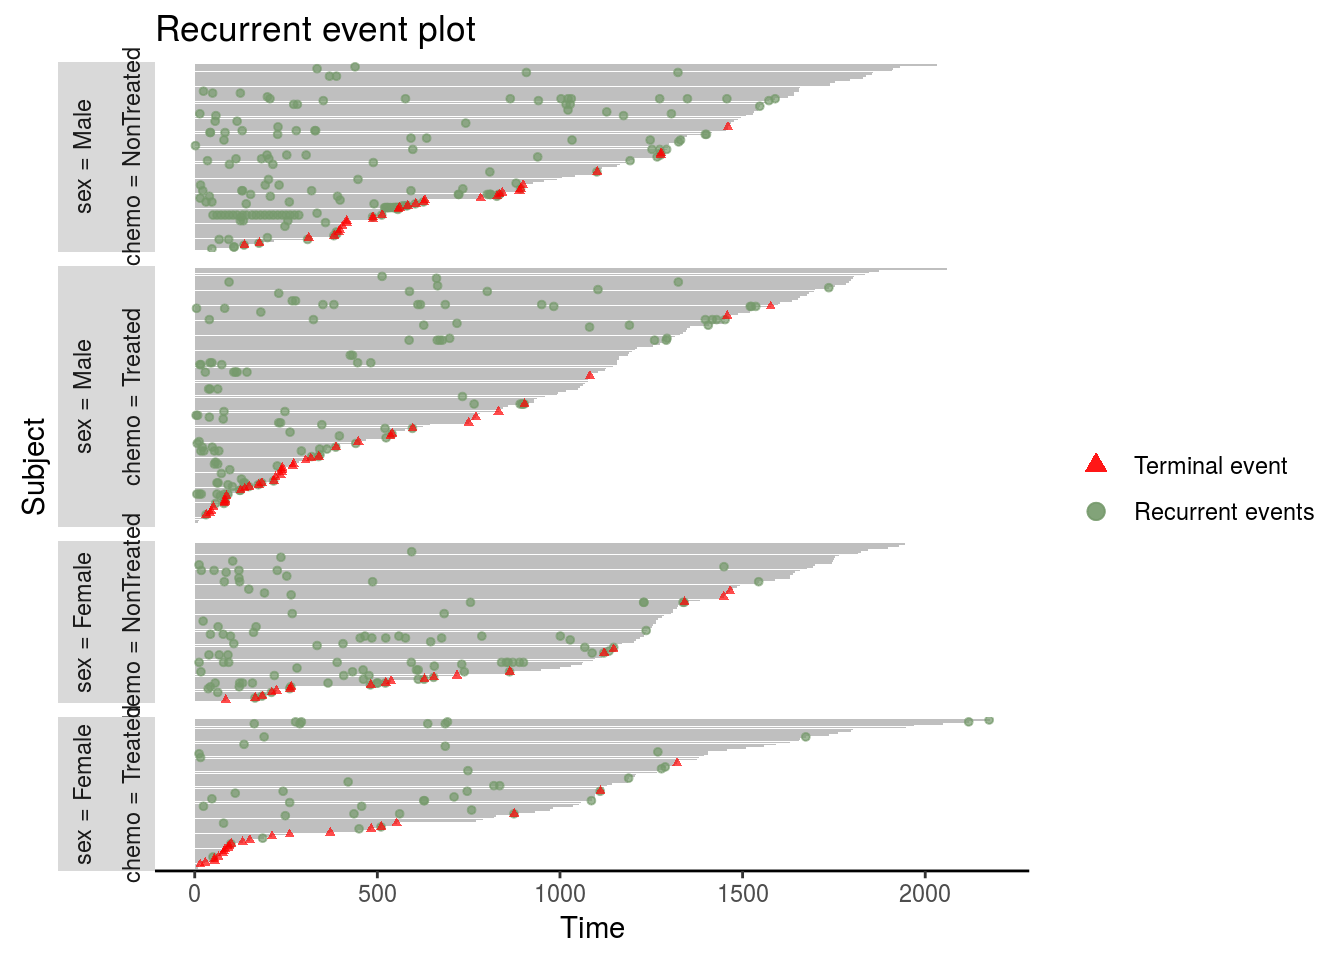 Recurrent event plot
Subject
sex = Male
chemo = NonTreated
sex = Male
chemo = Treated
sex = Female
chemo = NonTreated
sex = Female
chemo = Treated
0 500 1000 1500 2000
Time
Terminal event
Recurrent events